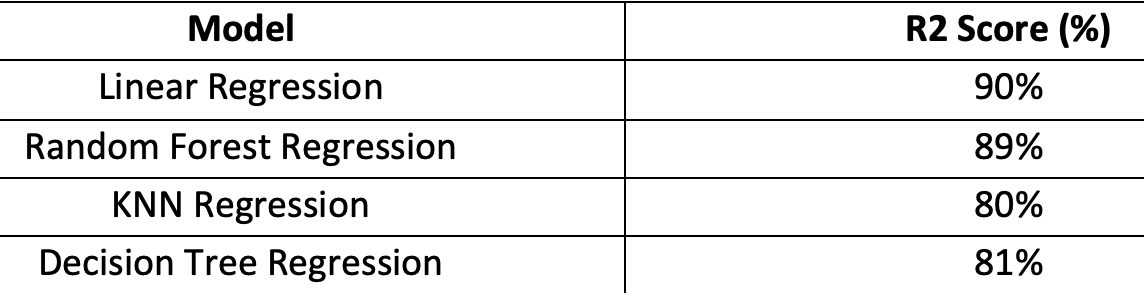 Model R2 Score (%)
Linear Regression 90%
Random Forest Regression 89%
KNN Regression 80%
Decision Tree Regression 81%